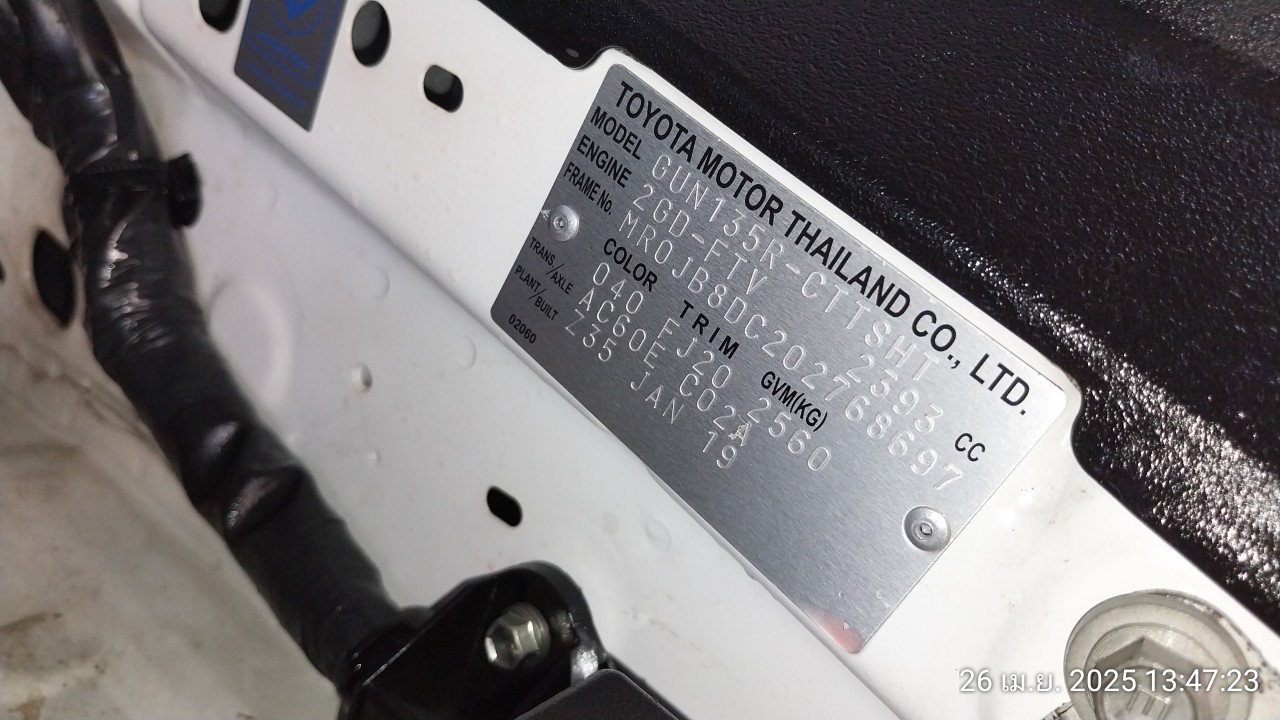 TOYOTA MOTOR THAILAND CO., LTD.
MODEL GUN135R-CTTSHT
ENGINE 2GD-FTV 2393 CC
FRAME No. MR0JB8DC202768697
COLOR TRIM GVM(KG)
040 FJ20 2560
TRANS/AXLE AC60E C02A
PLANT/BUILT Z35 JAN 19
02060
26 เม.ย. 2025 13:47:23